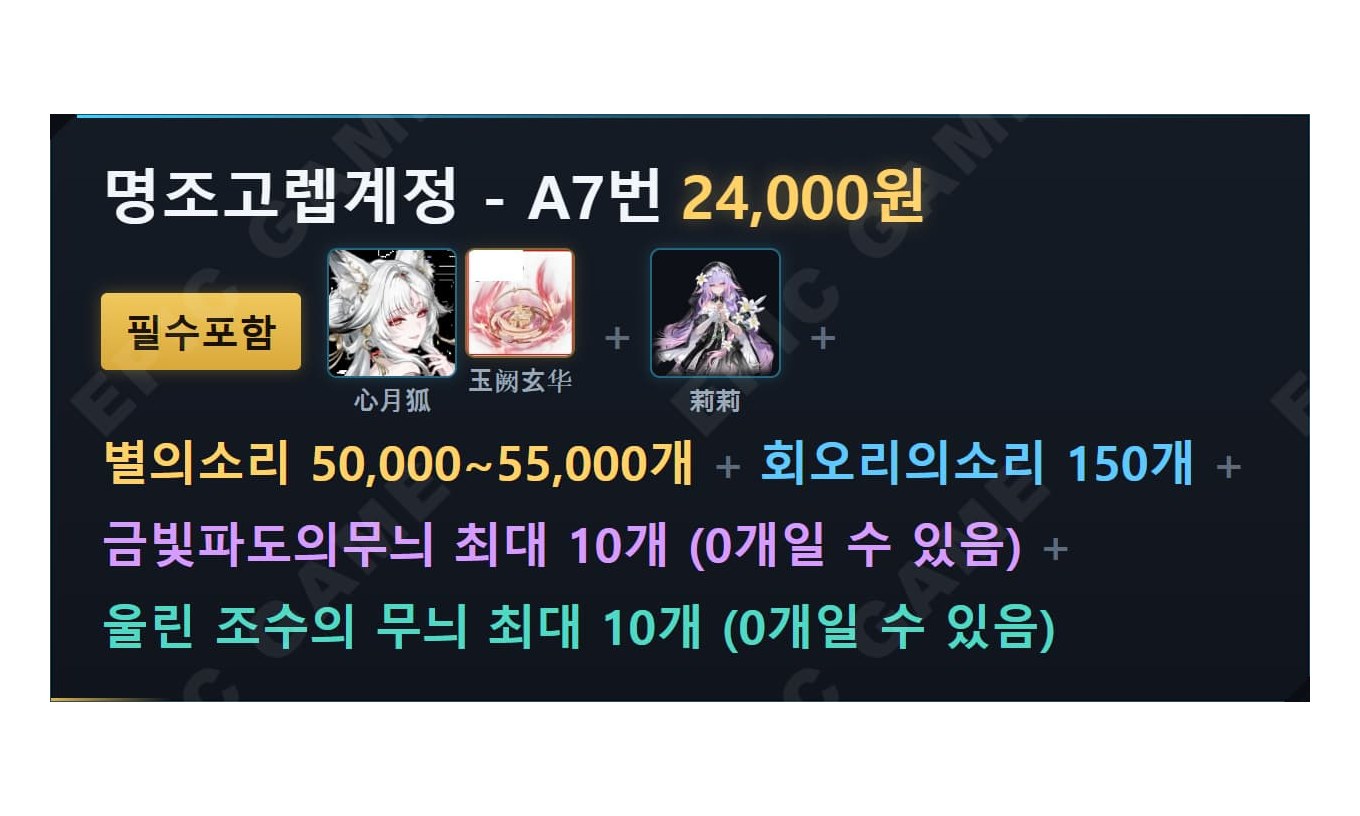 명조고렙계정 - A7번 24,000원
필수포함
心月狐
玉阙玄华
+
莉莉
+
별의소리 50,000~55,000개 + 회오리의소리 150개 +
금빛파도의무늬 최대 10개 (0개일 수 있음) +
울린 조수의 무늬 최대 10개 (0개일 수 있음)
EPIC GAME